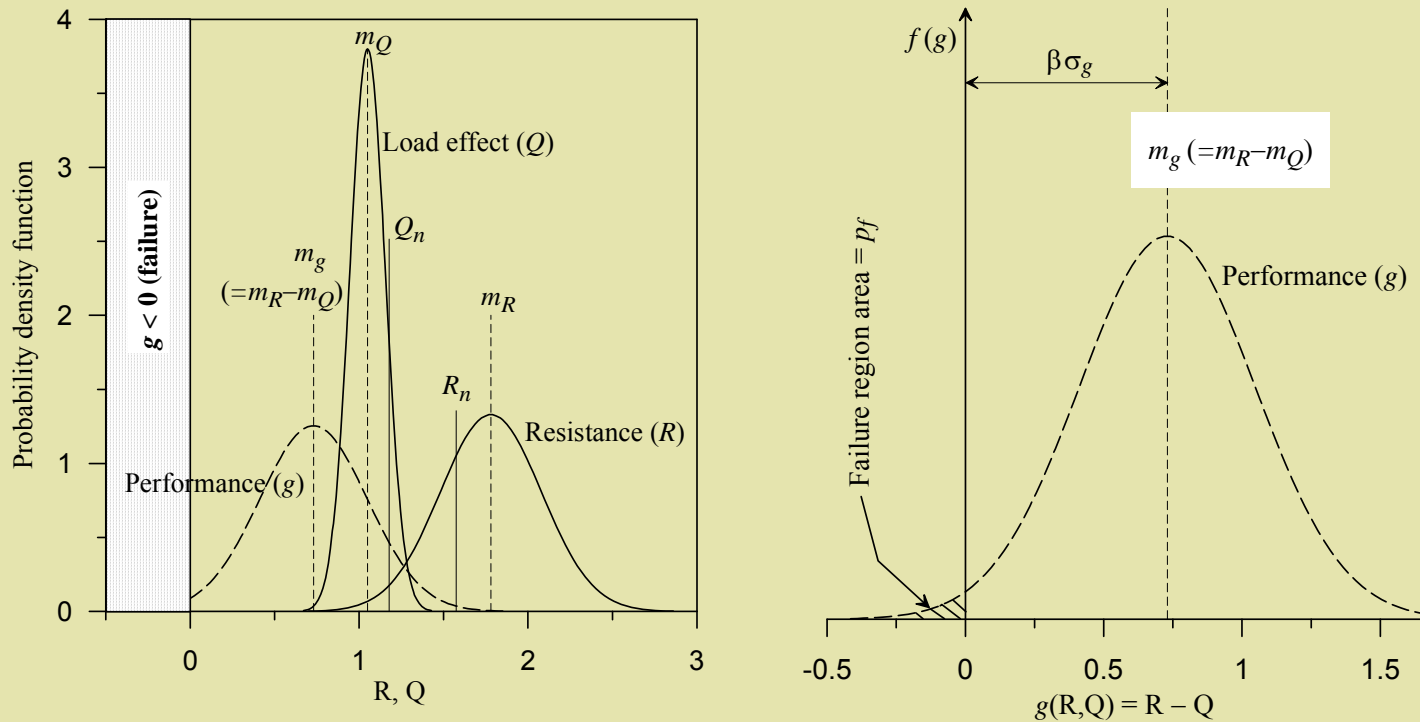 4
3
2
1
0
Probability density function
g < 0 (failure)
m_Q
Load effect (Q)
Q_n
m_g
(=m_R–m_Q)
m_R
R_n
Resistance (R)
Performance (g)
0
1
2
3
R, Q
f (g)
βσ_g
m_g (=m_R–m_Q)
Failure region area = p_f
Performance (g)
-0.5
0
0.5
1
1.5
g(R,Q) = R – Q